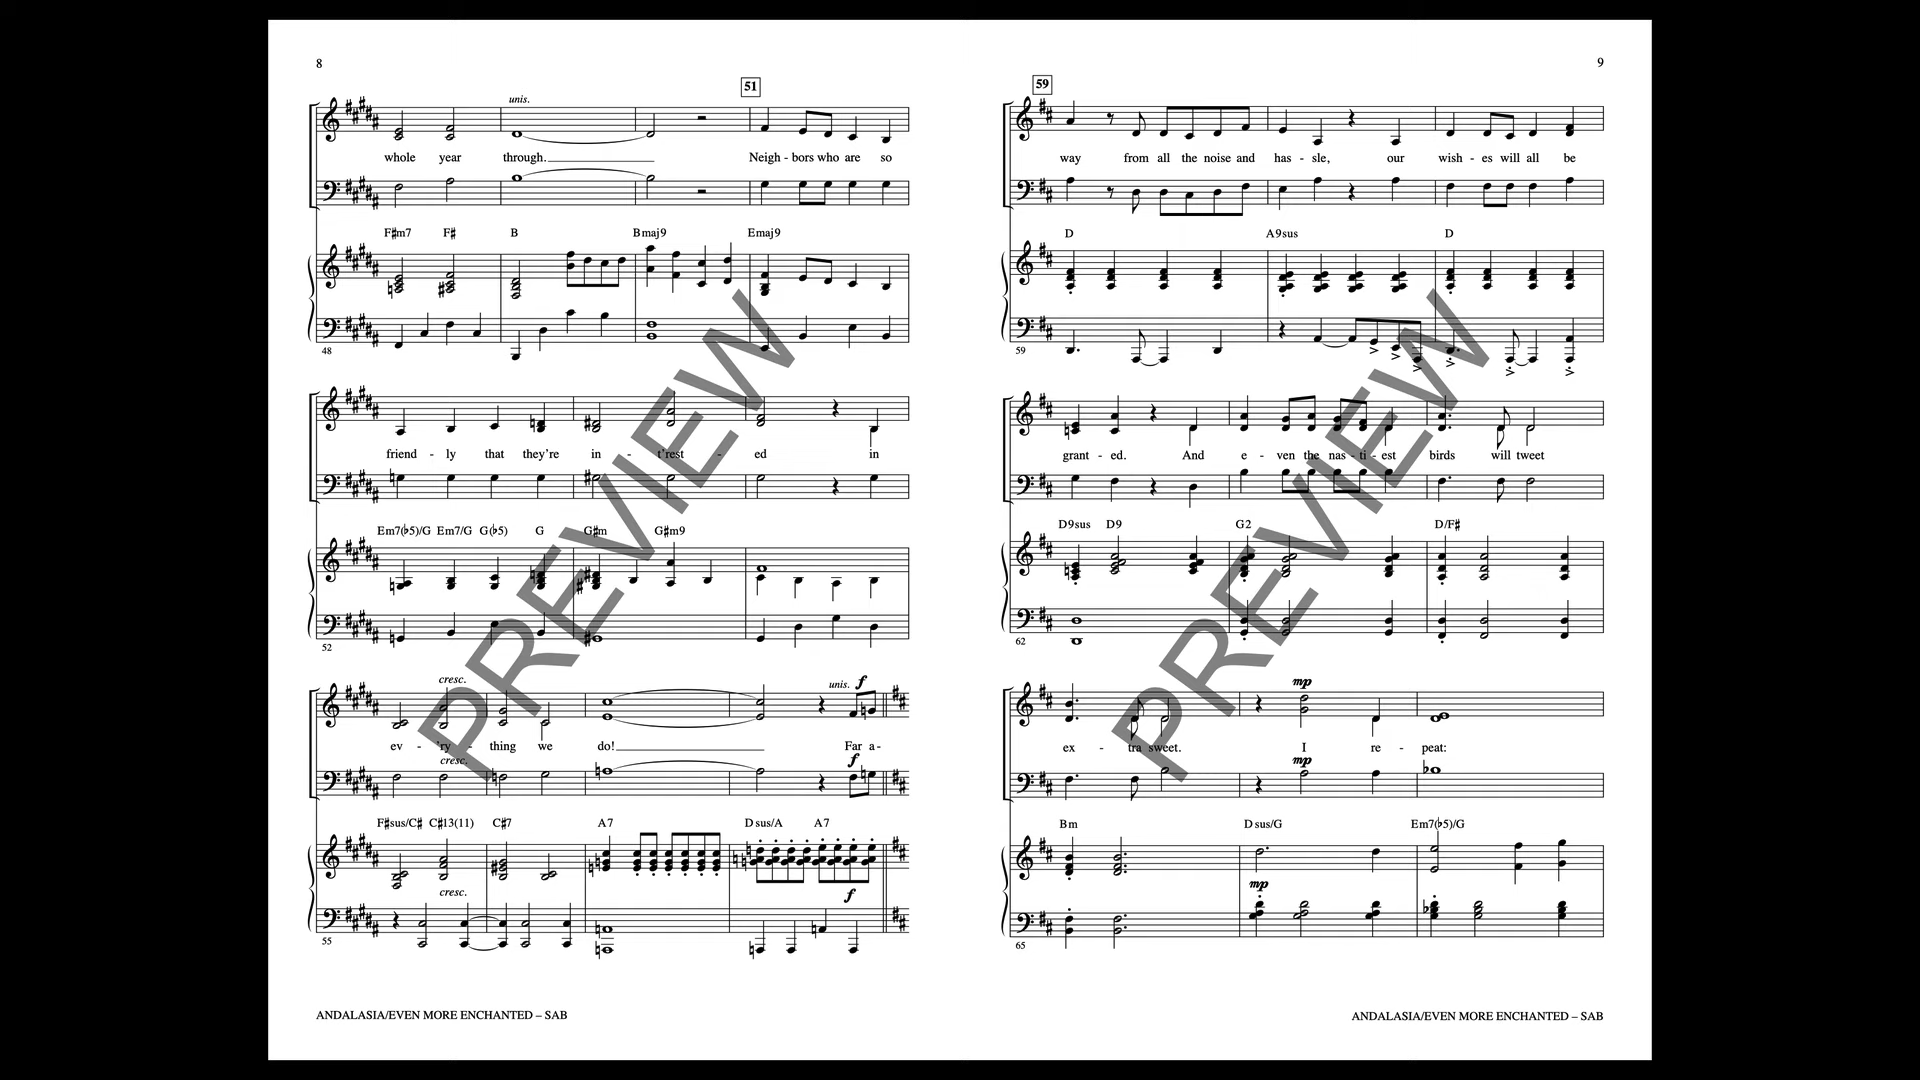 8
51
unis.
whole year through. Neigh - bors who are so
F♯m7 F♯ B Bmaj9 Emaj9
48
friend - ly that they're in - t'rest - ed in
Em7(♭5)/G Em7/G G(♭5) G G♯m G♯m9
52
cresc. unis. f
ev - 'ry - thing we do! Far a-
cresc. f
F♯sus/C♯ C♯13(11) C♯7 A7 D sus/A A7
cresc. f
55
ANDALASIA/EVEN MORE ENCHANTED – SAB
PREVIEW
9
59
way from all the noise and has - sle, our wish - es will all be
D A9sus D
59
grant - ed. And e - ven the nas - ti - est birds will tweet
D9sus D9 G2 D/F♯
62
mp
ex - tra sweet. I re - peat:
mp
Bm D sus/G Em7(♭5)/G
mp
65
ANDALASIA/EVEN MORE ENCHANTED – SAB
PREVIEW